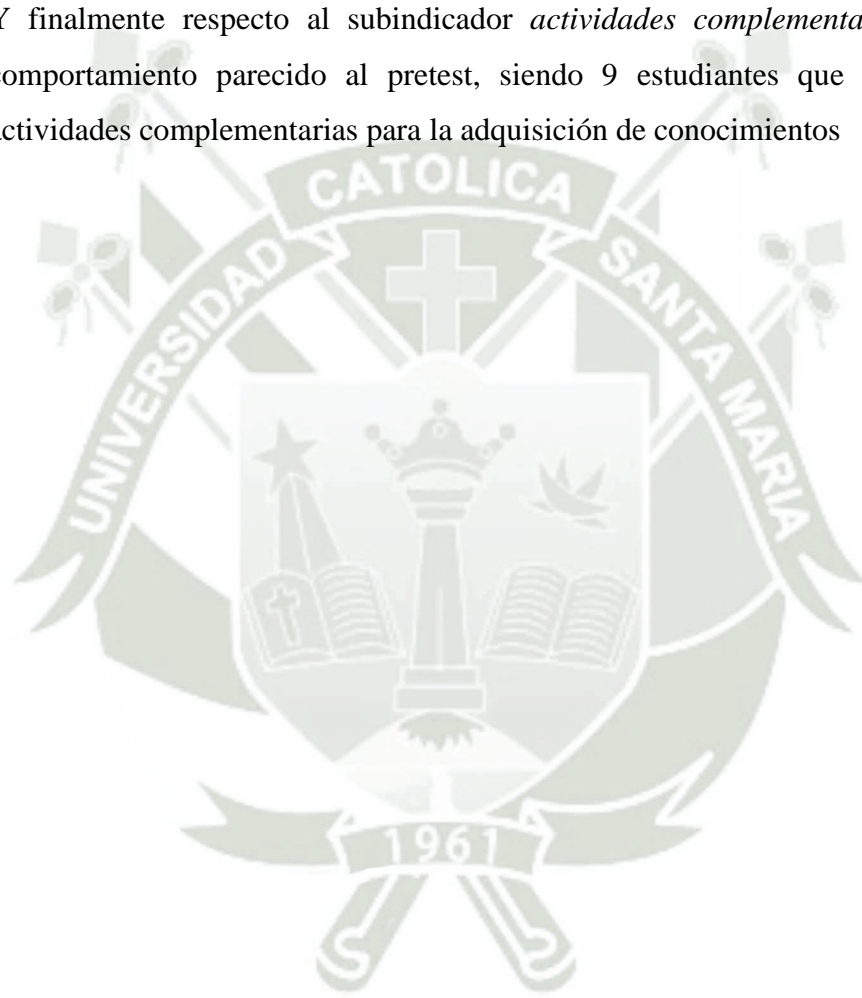 Y finalmente respecto al subindicador actividades complementa
comportamiento parecido al pretest, siendo 9 estudiantes que
actividades complementarias para la adquisición de conocimientos
UNIVERSIDAD CATOLICA SANTA MARIA
1961